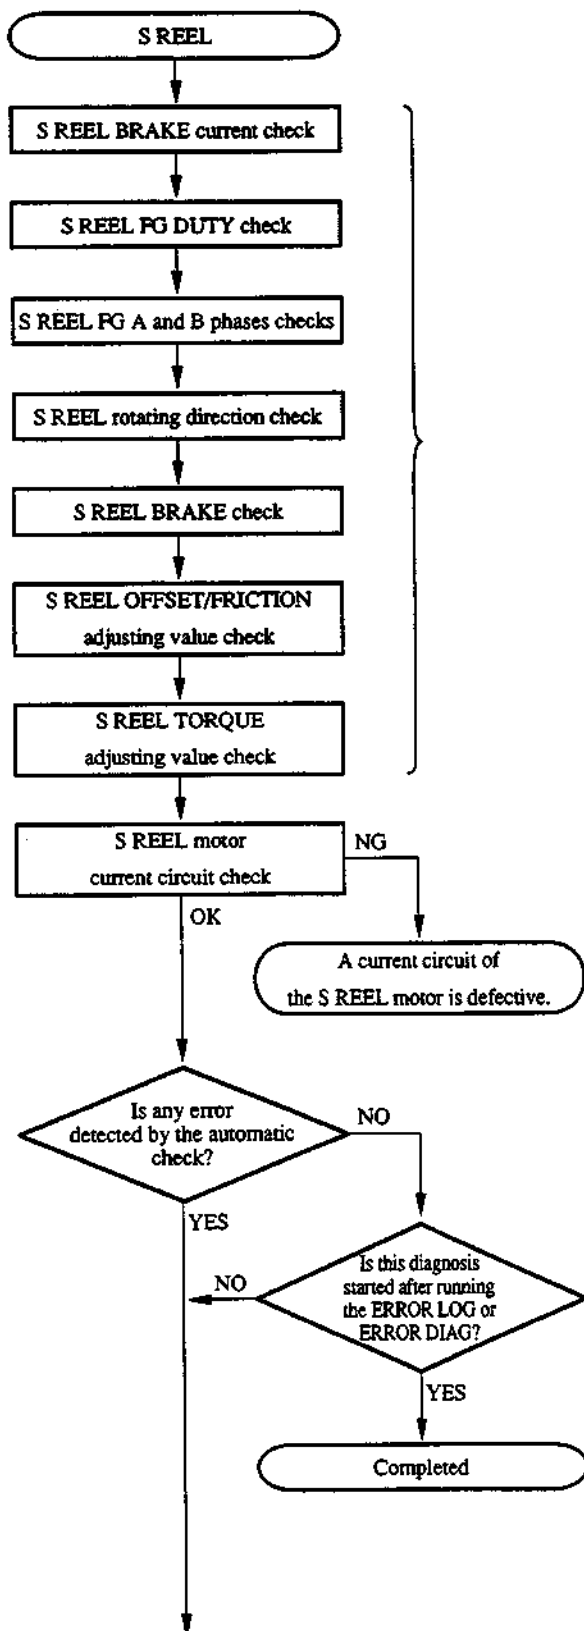 S REEL
S REEL BRAKE current check
S REEL FG DUTY check
S REEL FG A and B phases checks
S REEL rotating direction check
S REEL BRAKE check
S REEL OFFSET/FRICTION
adjusting value check
S REEL TORQUE
adjusting value check
S REEL motor
current circuit check
NG
OK
A current circuit of
the S REEL motor is defective.
Is any error
detected by the automatic
check?
NO
YES
Is this diagnosis
started after running
the ERROR LOG or
ERROR DIAG?
NO
YES
Completed